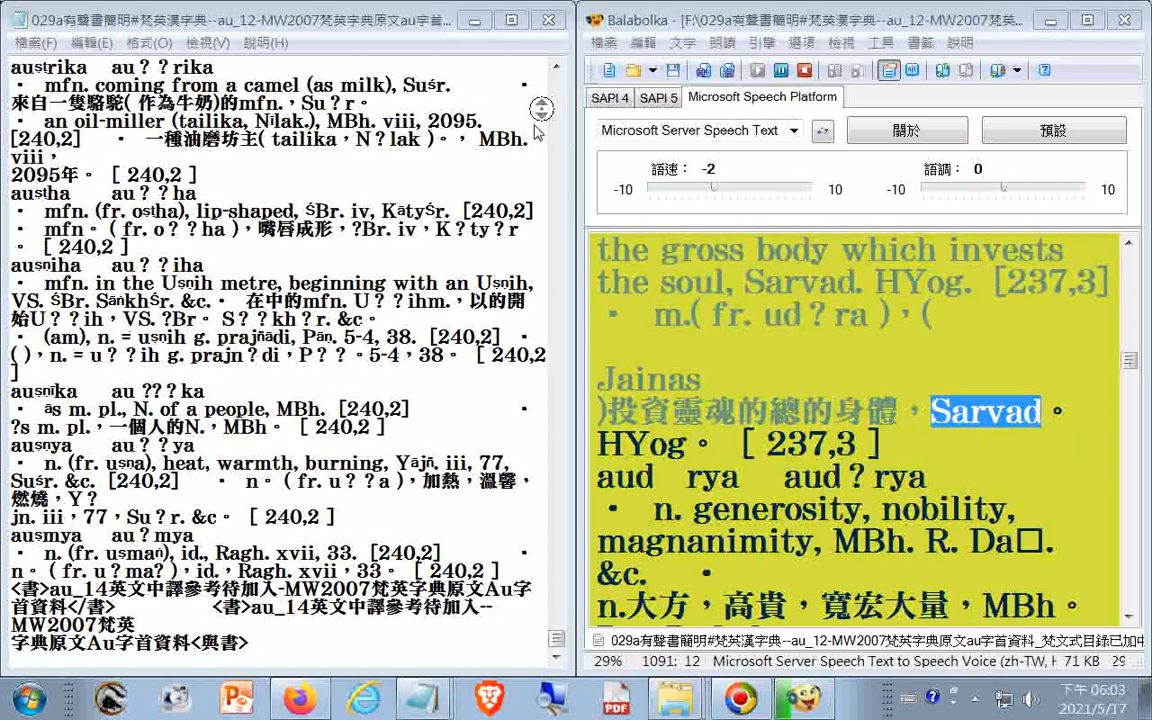 029a有聲書簡明#梵英漢字典--au_12-MW2007梵英字典原文au字首...
檔案(F) 編輯(E) 格式(O) 檢視(V) 說明(H)
auṣṭrika au？？rika
• mfn. coming from a camel (as milk), Suśr. •
來自一隻駱駝( 作為牛奶)的mfn.，Su？r。
• an oil-miller (tailika, Nīlak.), MBh. viii, 2095.
[240,2] • 一種油磨坊主( tailika，N？lak )。， MBh.
viii，
2095年。 [ 240,2 ]
auṣṭha au？？ha
• mfn. (fr. oṣṭha), lip-shaped, ŚBr. iv, KātyŚr. [240,2]
• mfn。( fr. o？？ha )，嘴唇成形，?Br. iv，K？ty？r
。 [ 240,2 ]
auṣṇiha au？？iha
• mfn. in the Uṣṇih metre, beginning with an Uṣṇih,
VS. ŚBr. ŚāṅkhŚr. &c. • 在中的mfn. U？？ihm.，以的開
始U？？ih，VS. ?Br。 S？？kh？r. &c。
• (am), n. = uṣṇih g. prajñādi, Pāṇ. 5-4, 38. [240,2]
( )，n. = u？？ih g. prajn？di，P？？。5-4，38。 [ 240,2
]
auṣṇīka au？？？ka
• ās m. pl., N. of a people, MBh. [240,2] •
?s m. pl.，一個人的N.，MBh。 [ 240,2 ]
auṣṇya au？？ya
• n. (fr. uṣṇa), heat, warmth, burning, Yājñ. iii, 77,
Suśr. &c. [240,2] • n。( fr. u？？a )，加熱，溫馨，
燃燒，Y？
jn. iii，77，Su？r. &c。 [ 240,2 ]
auṣmya au？mya
• n. (fr. uṣman), id., Ragh. xvii, 33. [240,2] •
n。( fr. u？ma？)，id.，Ragh. xvii，33。 [ 240,2 ]
<書>au_14英文中譯參考待加入-MW2007梵英字典原文Au字
首資料</書> <書>au_14英文中譯參考待加入--
MW2007梵英
字典原文Au字首資料<與書>
Balabolka - [F:\029a有聲書簡明#梵英漢字典--au_12-MW2007梵英...
檔案 編輯 文字 朗讀 引擎 選項 檢視 工具 書籤 說明
SAPI 4 SAPI 5 Microsoft Speech Platform
Microsoft Server Speech Text 關於 預設
語速： -2 語調： 0
-10 10 -10 10
the gross body which invests
the soul, Sarvad. HYog. [237,3]
• m.( fr. ud？ra )，(
Jainas
)投資靈魂的總的身體，Sarvad。
HYog。 [ 237,3 ]
aud rya aud？rya
• n. generosity, nobility,
magnanimity, MBh. R. Da□.
&c. •
n.大方，高貴，寬宏大量，MBh。
029a有聲書簡明#梵英漢字典--au_12-MW2007梵英字典原文au字首資料_梵文式目錄已加中
29% 1091: 12 Microsoft Server Speech Text to Speech Voice (zh-TW, H 71 KB 29
下午 06:03
2021/5/17